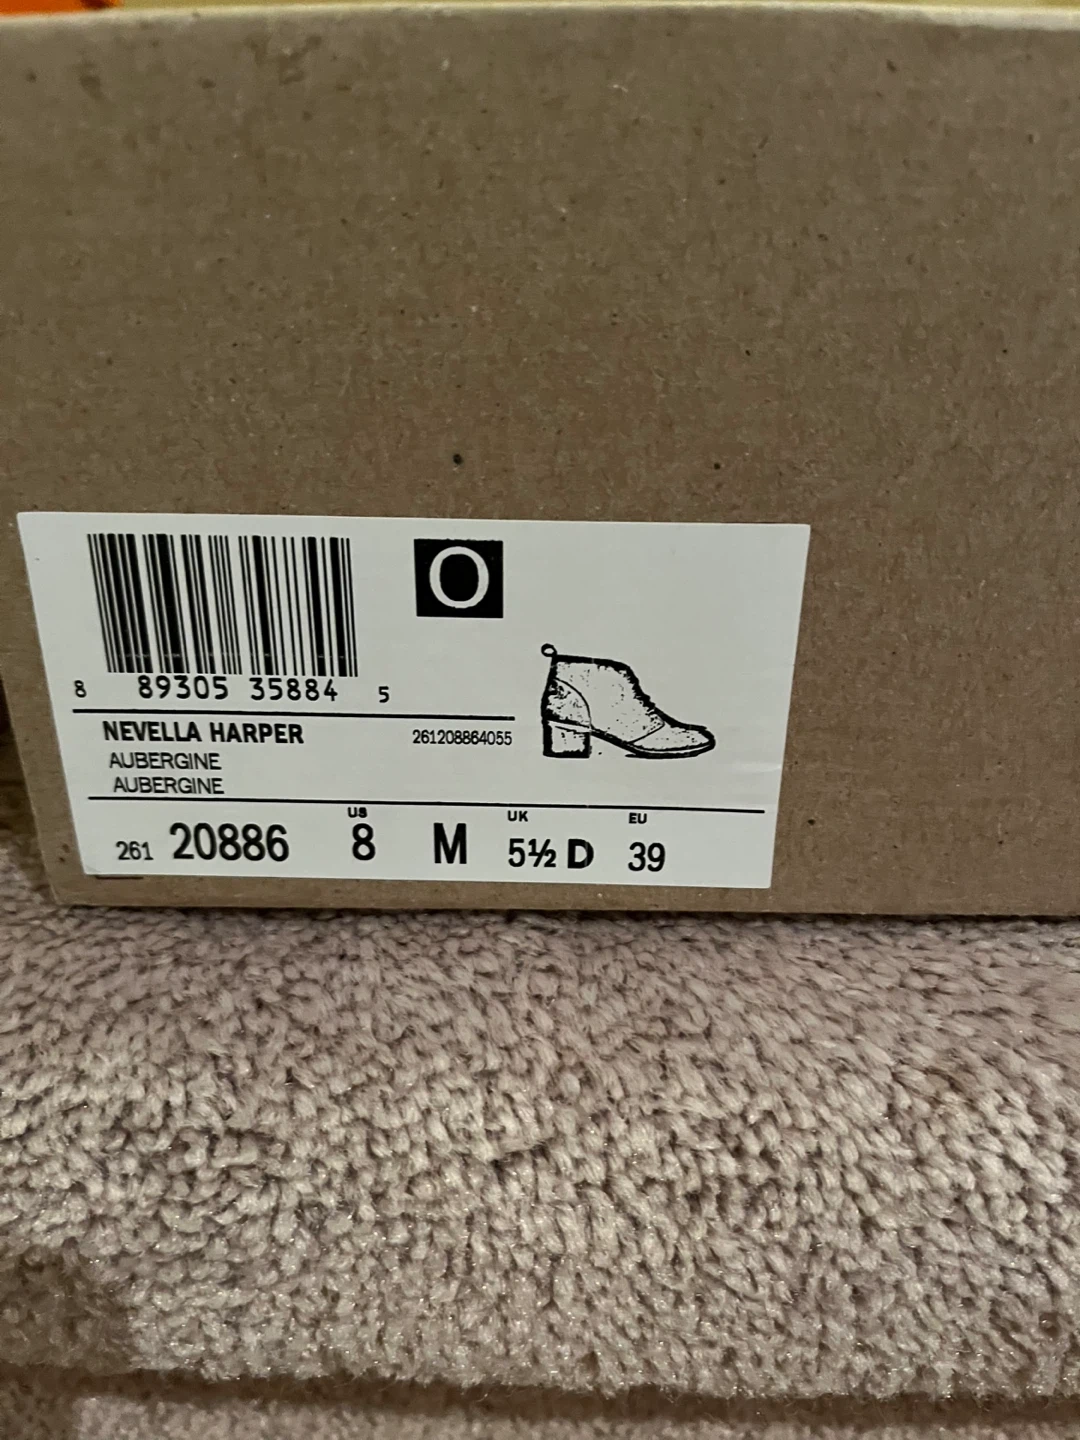 O
8 89305 35884 5
NEVELLA HARPER 261208864055
AUBERGINE
AUBERGINE
US UK EU
261 20886 8 M 5½ D 39